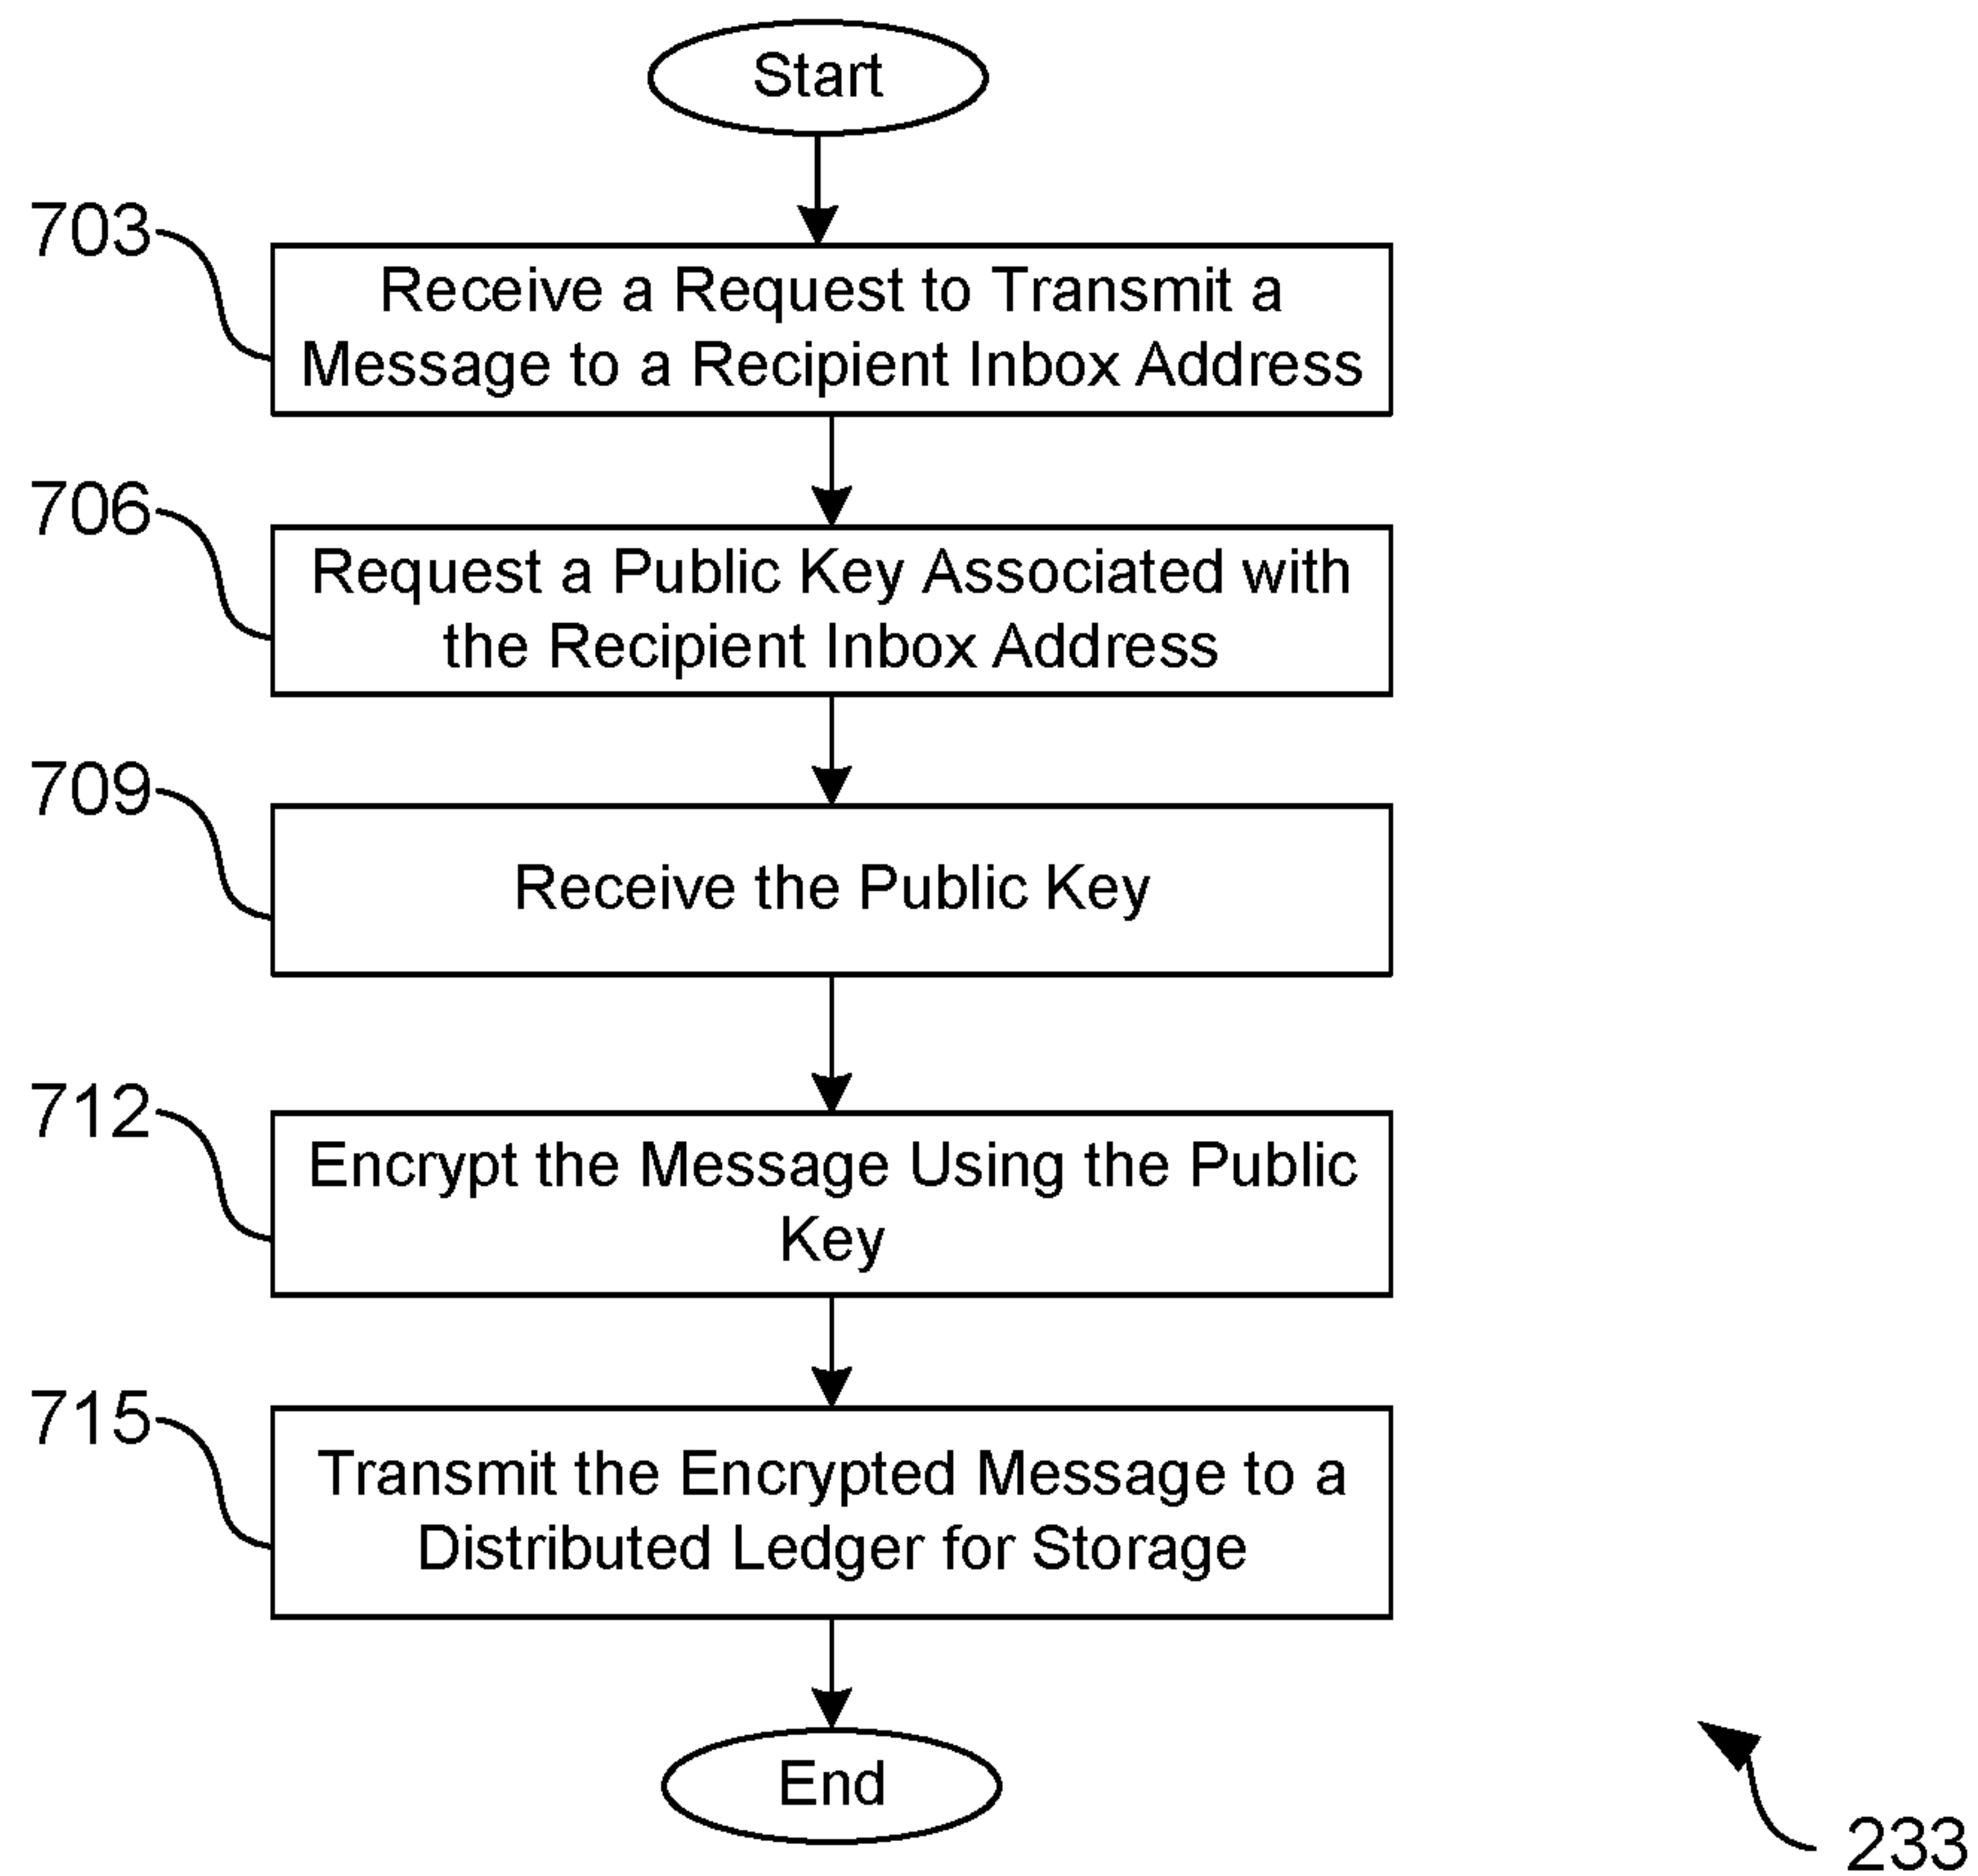 Start
703
Receive a Request to Transmit a
Message to a Recipient Inbox Address
706
Request a Public Key Associated with
the Recipient Inbox Address
709
Receive the Public Key
712
Encrypt the Message Using the Public
Key
715
Transmit the Encrypted Message to a
Distributed Ledger for Storage
End
233